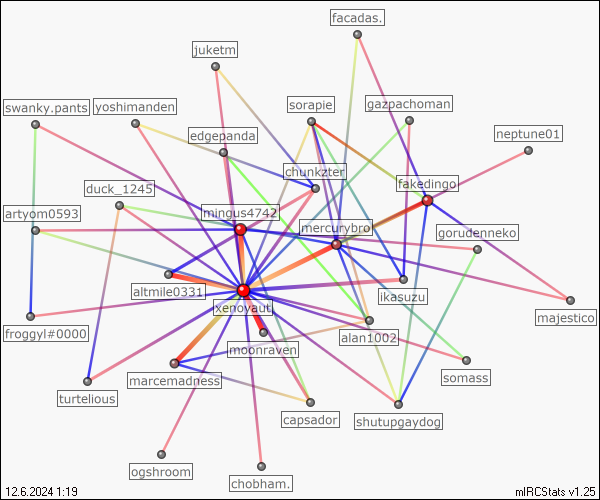 facadas.
juketm
swanky.pants
yoshimanden
sorapie
gazpachoman
edgepanda
neptune01
chunkzter
duck_1245
fakedingo
artyom0593
mingus4742
mercurybro
gorudenneko
altmile0331
ikasuzu
xenovaut
majestico
froggyl#0000
moonraven
alan1002
marcemadness
somass
turtelious
capsador
shutupgaydog
ogshroom
chobham.
12.6.2024 1:19
mIRCStats v1.25